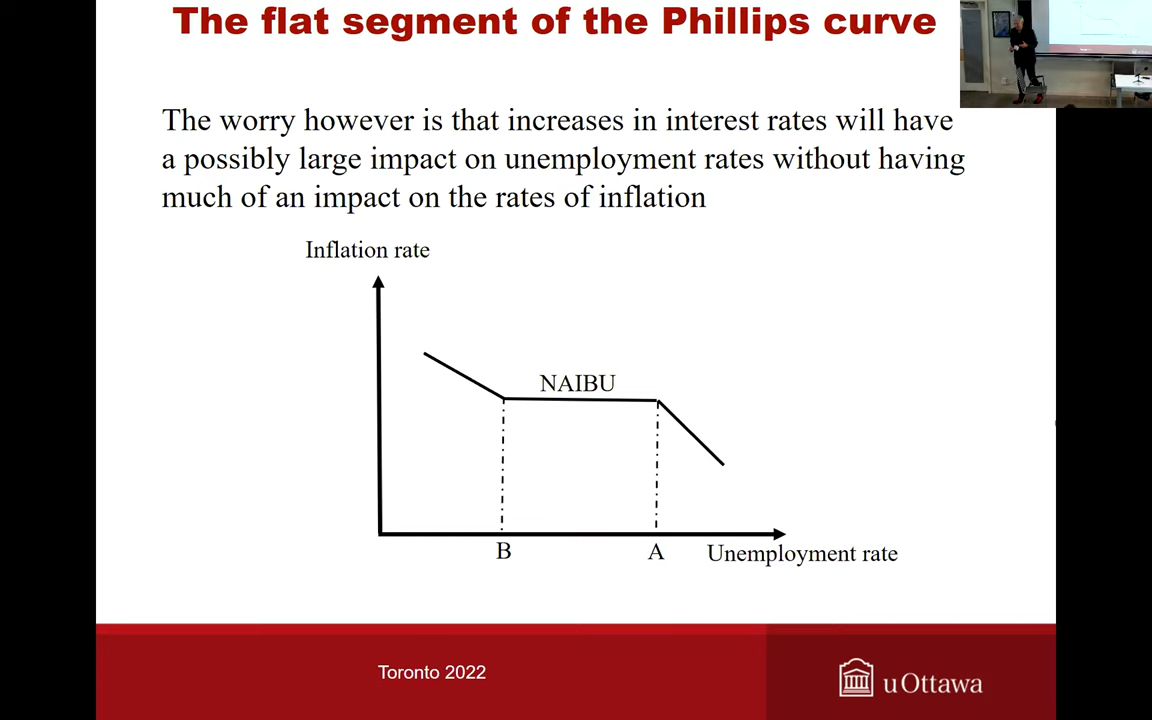 The flat segment of the Phillips curve
The worry however is that increases in interest rates will have
a possibly large impact on unemployment rates without having
much of an impact on the rates of inflation
Inflation rate
NAIBU
B
A
Unemployment rate
Toronto 2022
uOttawa